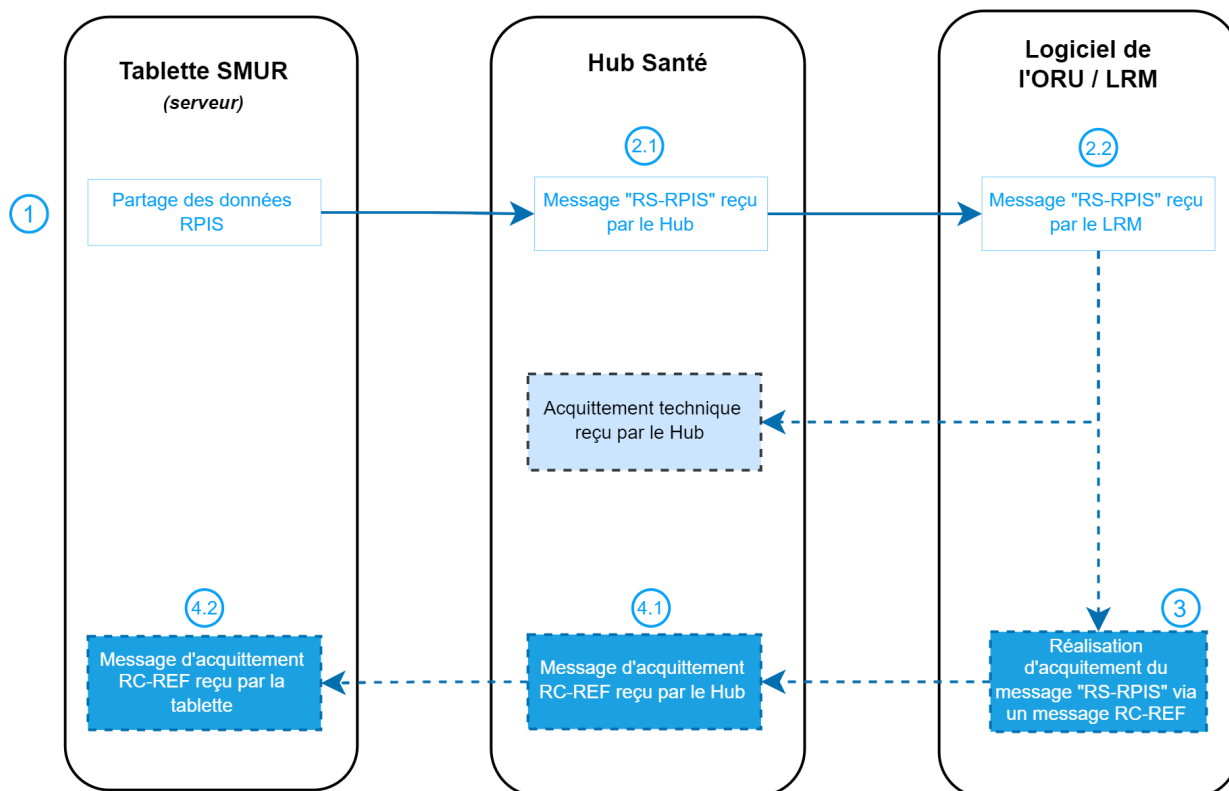 Tablette SMUR
(serveur)
Hub Santé
Logiciel de
l'ORU / LRM
2.1
2.2
1
Partage des données
RPIS
Message "RS-RPIS" reçu
par le Hub
Message "RS-RPIS" reçu
par le LRM
Acquittement technique
reçu par le Hub
4.2
4.1
3
Message d'acquittement
RC-REF reçu par la
tablette
Message d'acquittement
RC-REF reçu par le Hub
Réalisation
d'acquitement du
message "RS-RPIS" via
un message RC-REF